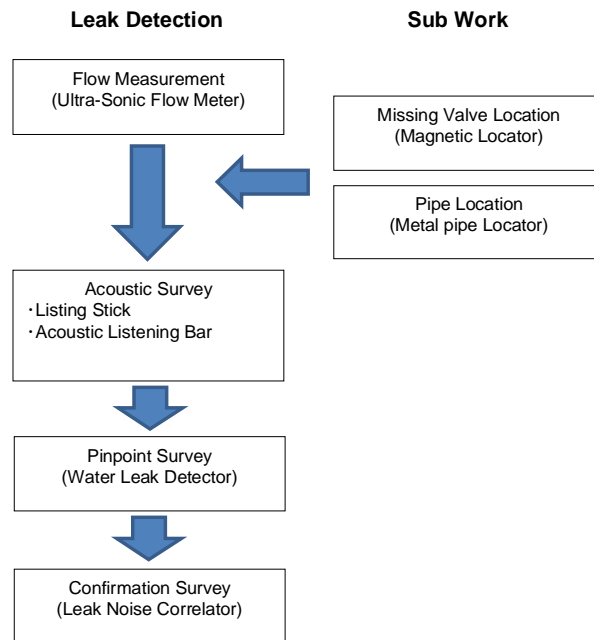 Leak Detection
Sub Work
Flow Measurement
(Ultra-Sonic Flow Meter)
Missing Valve Location
(Magnetic Locator)
Pipe Location
(Metal pipe Locator)
Acoustic Survey
・Listing Stick
・Acoustic Listening Bar
Pinpoint Survey
(Water Leak Detector)
Confirmation Survey
(Leak Noise Correlator)